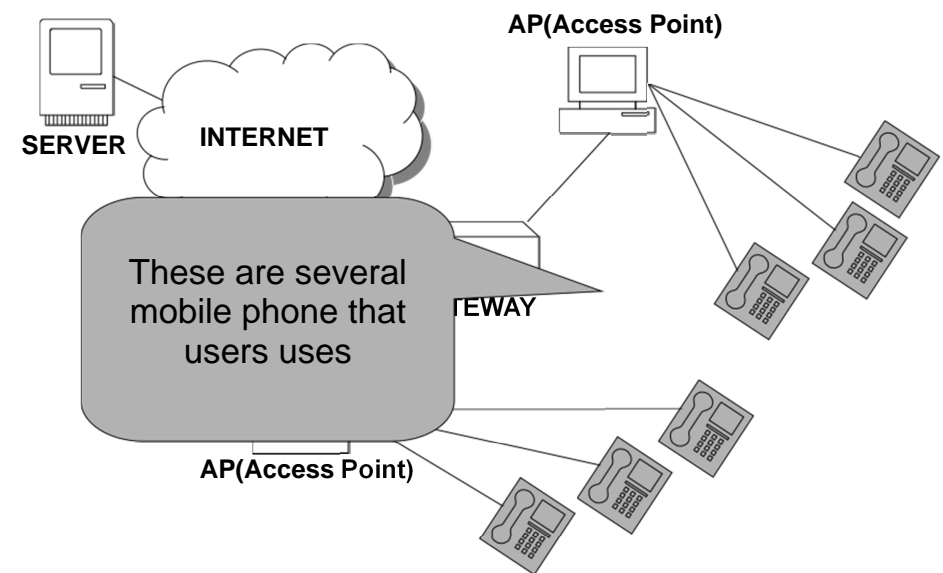 AP(Access Point)
SERVER
INTERNET
These are several
mobile phone that
users uses
TEWAY
AP(Access Point)